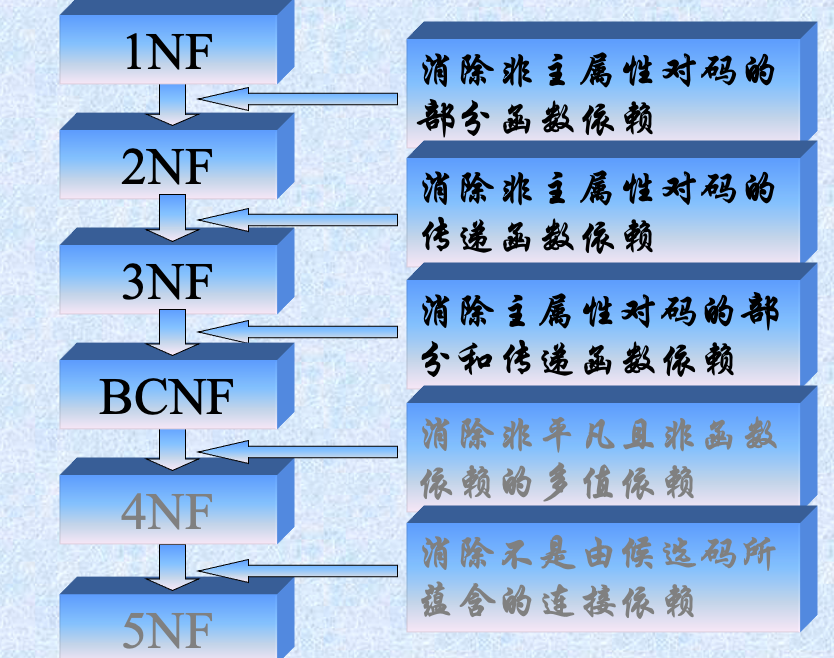 1NF
消除非主属性对码的
部分函数依赖
2NF
消除非主属性对码的
传递函数依赖
3NF
消除主属性对码的部
分和传递函数依赖
BCNF
消除非平凡且非函数
依赖的多值依赖
4NF
消除不是由候选码所
蕴含的连接依赖
5NF